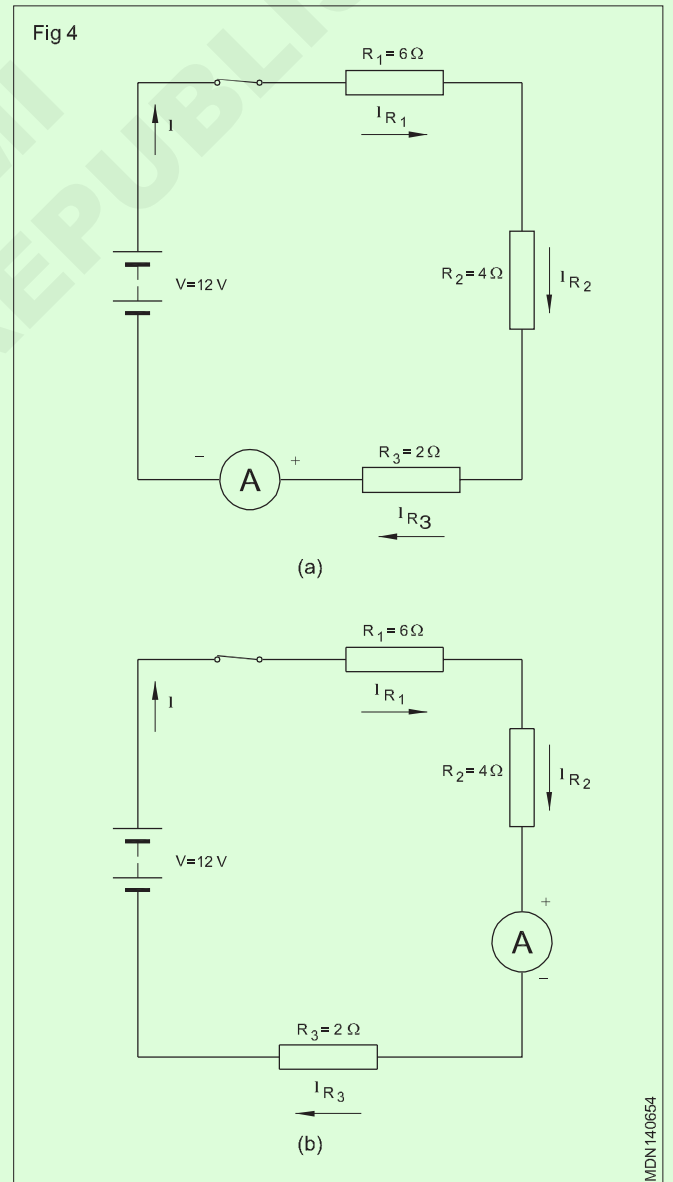 Fig 4
R1 = 6 Ω
I
IR1
R2 = 4 Ω
IR2
V=12 V
R3 = 2 Ω
− A +
IR3
(a)
R1 = 6 Ω
I
IR1
R2 = 4 Ω
IR2
V=12 V
+
A
−
R3 = 2 Ω
IR3
(b)
MDN140654
REPUBLIS